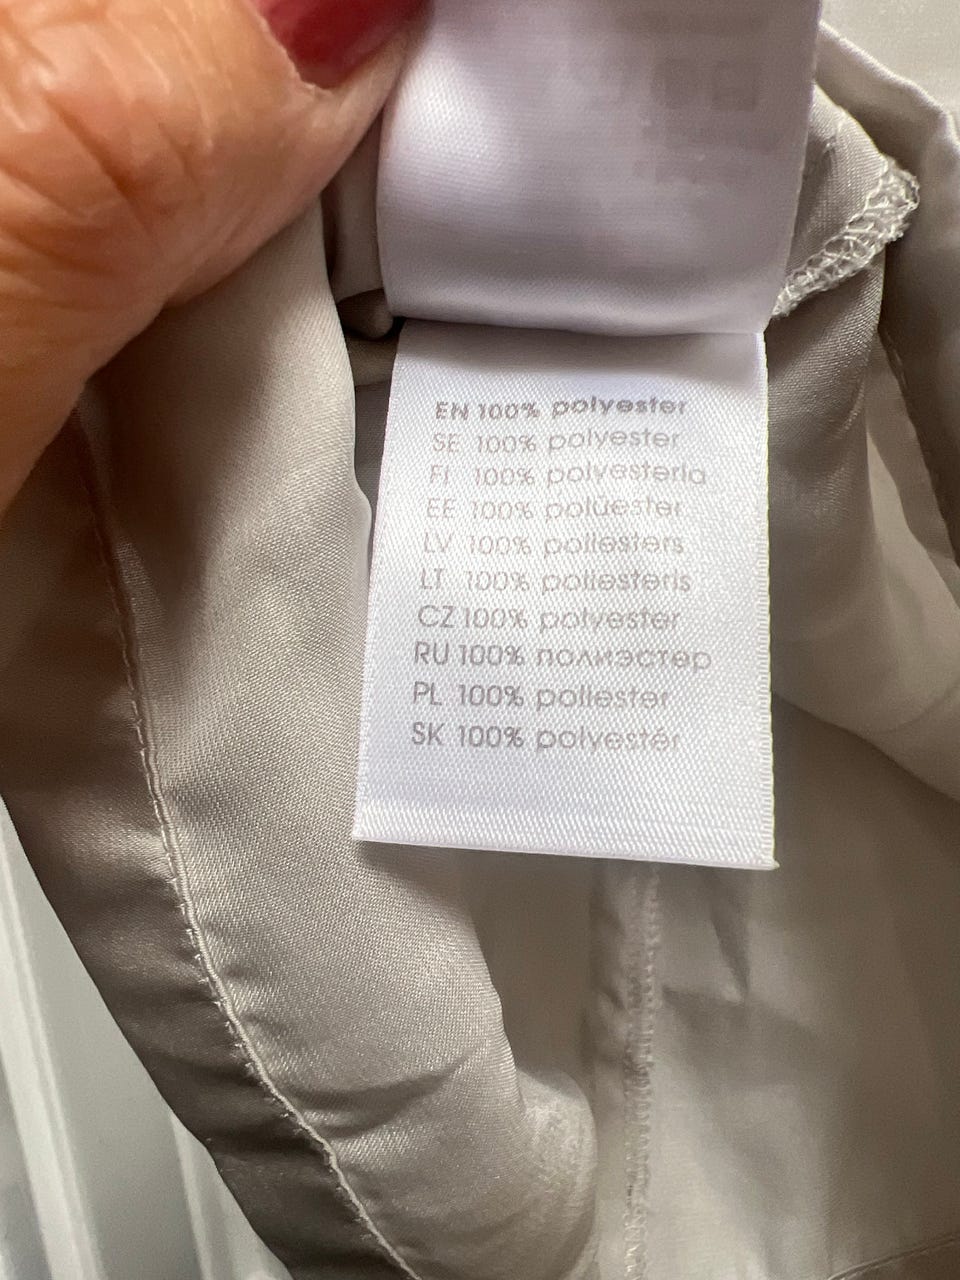 EN 100% polyester
SE 100% polyester
FI 100% polyesteria
EE 100% polüester
LV 100% poliesters
LT 100% poliesteris
CZ 100% polyester
RU 100% полиэстер
PL 100% poliester
SK 100% polyestér